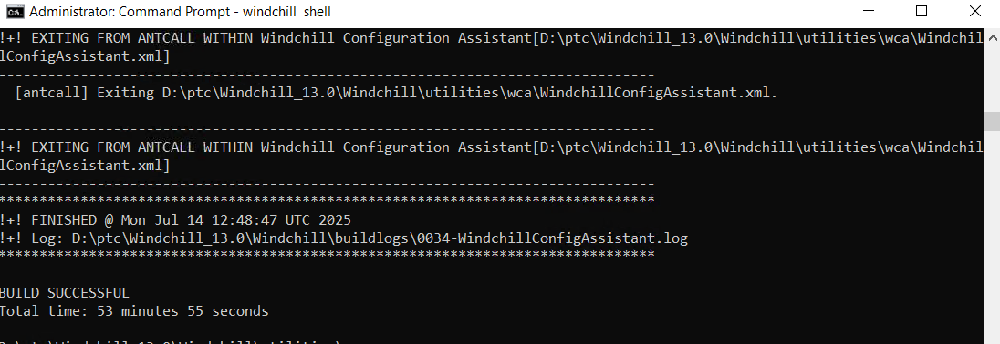 Administrator: Command Prompt - windchill  shell
!+! EXITING FROM ANTCALL WITHIN Windchill Configuration Assistant[D:\ptc\Windchill_13.0\Windchill\utilities\wca\Windchil
lConfigAssistant.xml]
--------------------------------------------------------------------------------
  [antcall] Exiting D:\ptc\Windchill_13.0\Windchill\utilities\wca\WindchillConfigAssistant.xml.
--------------------------------------------------------------------------------
!+! EXITING FROM ANTCALL WITHIN Windchill Configuration Assistant[D:\ptc\Windchill_13.0\Windchill\utilities\wca\Windchil
lConfigAssistant.xml]
--------------------------------------------------------------------------------
********************************************************************************
!+! FINISHED @ Mon Jul 14 12:48:47 UTC 2025
!+! Log: D:\ptc\Windchill_13.0\Windchill\buildlogs\0034-WindchillConfigAssistant.log
********************************************************************************
BUILD SUCCESSFUL
Total time: 53 minutes 55 seconds